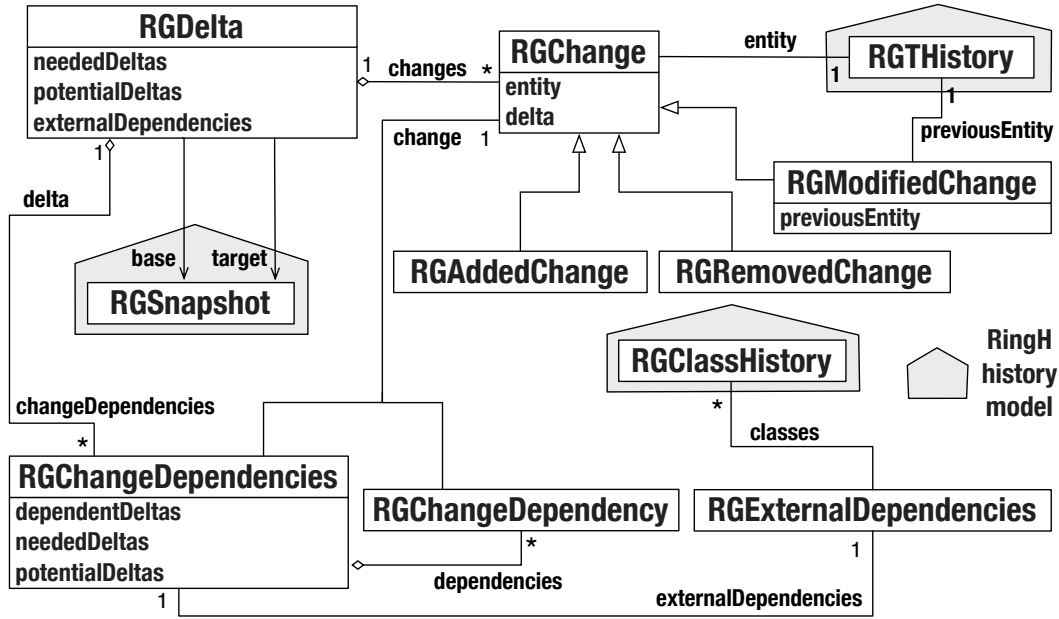 RGDelta
neededDeltas
potentialDeltas
externalDependencies
1
changes
*
RGChange
entity
delta
entity
1
RGTHistory
1
previousEntity
change
1
1
delta
RGModifiedChange
previousEntity
base
target
RGSnapshot
RGAddedChange
RGRemovedChange
RGClassHistory
*
RingH
history
model
classes
changeDependencies
*
RGChangeDependencies
dependentDeltas
neededDeltas
potentialDeltas
RGChangeDependency
*
dependencies
RGExternalDependencies
1
1
externalDependencies